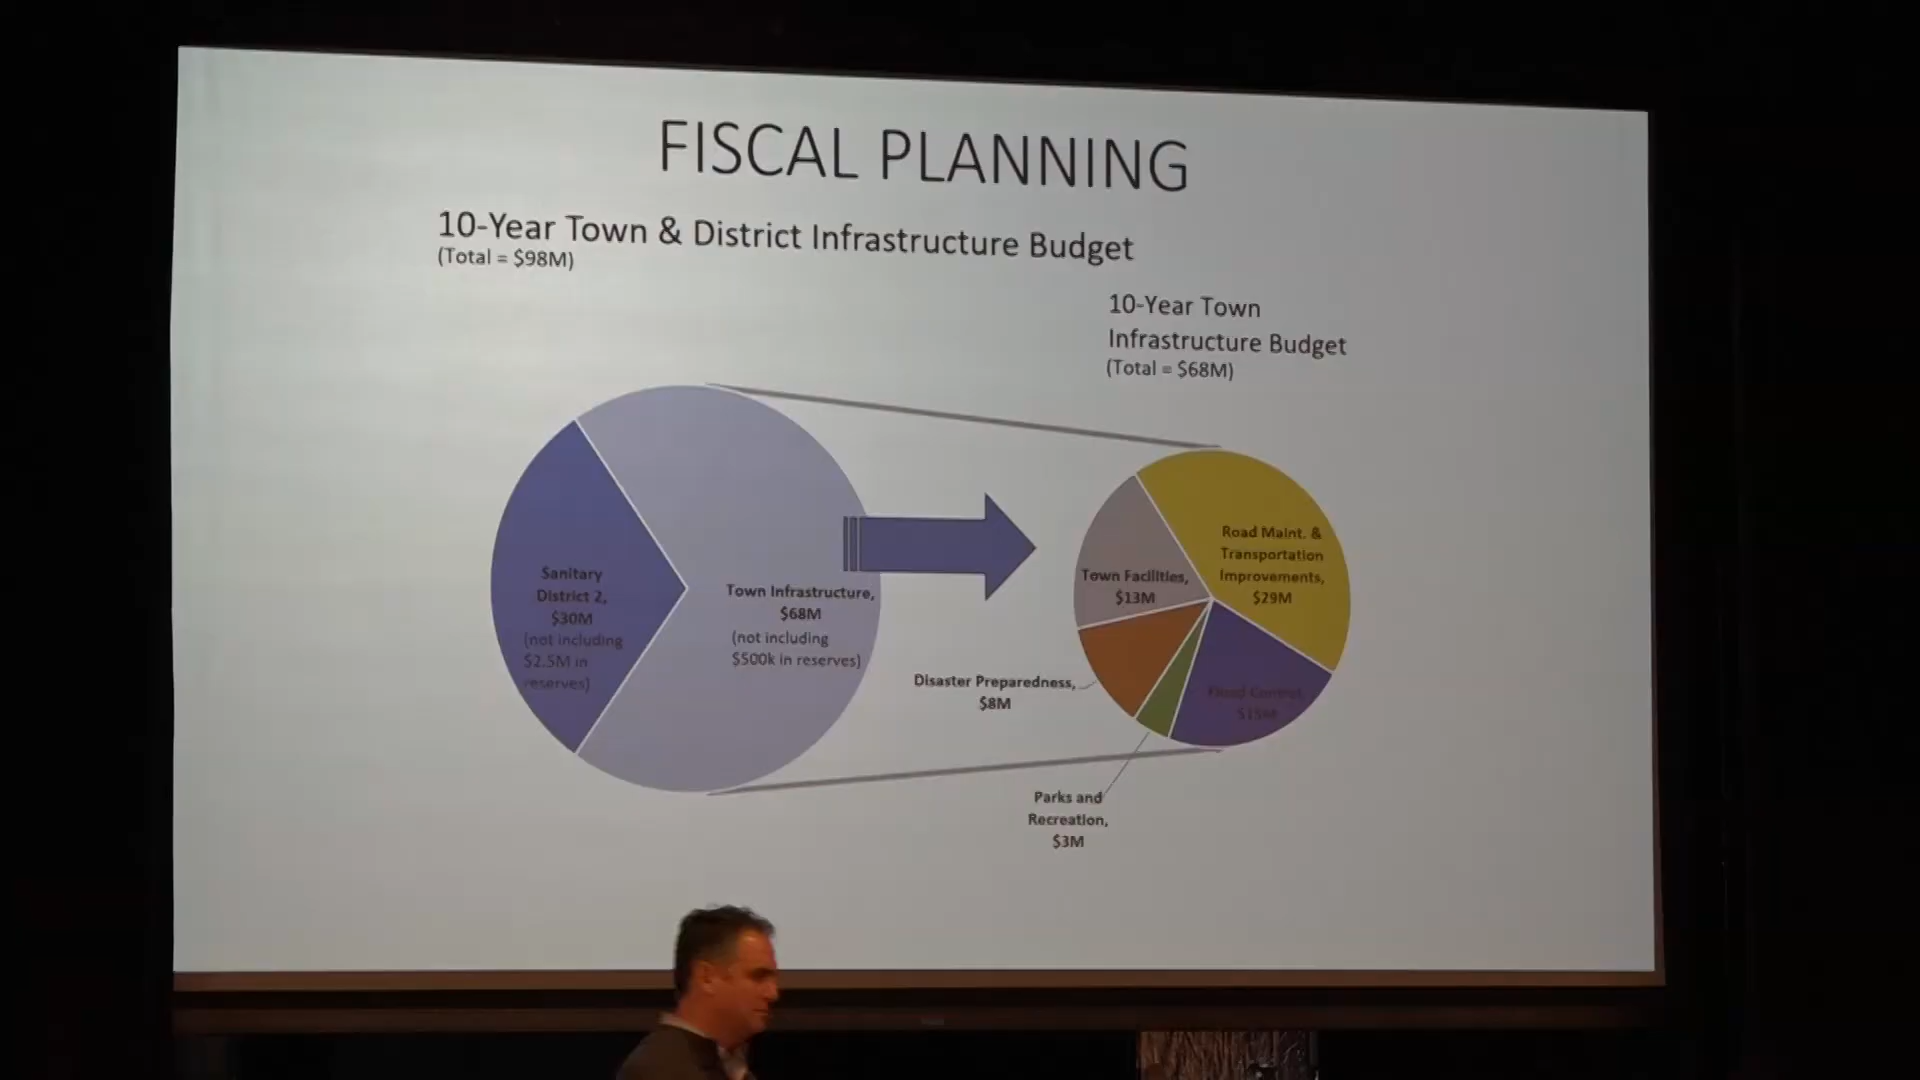 FISCAL PLANNING
10-Year Town & District Infrastructure Budget
(Total = $98M)
10-Year Town
Infrastructure Budget
(Total = $68M)
Sanitary
District 2,
$30M
(not including
$2.5M in
reserves)
Town Infrastructure,
$68M
(not including
$500k in reserves)
Town Facilities,
$13M
Road Maint. &
Transportation
Improvements,
$29M
Disaster Preparedness,
$8M
Flood Control,
Parks and
Recreation,
$3M